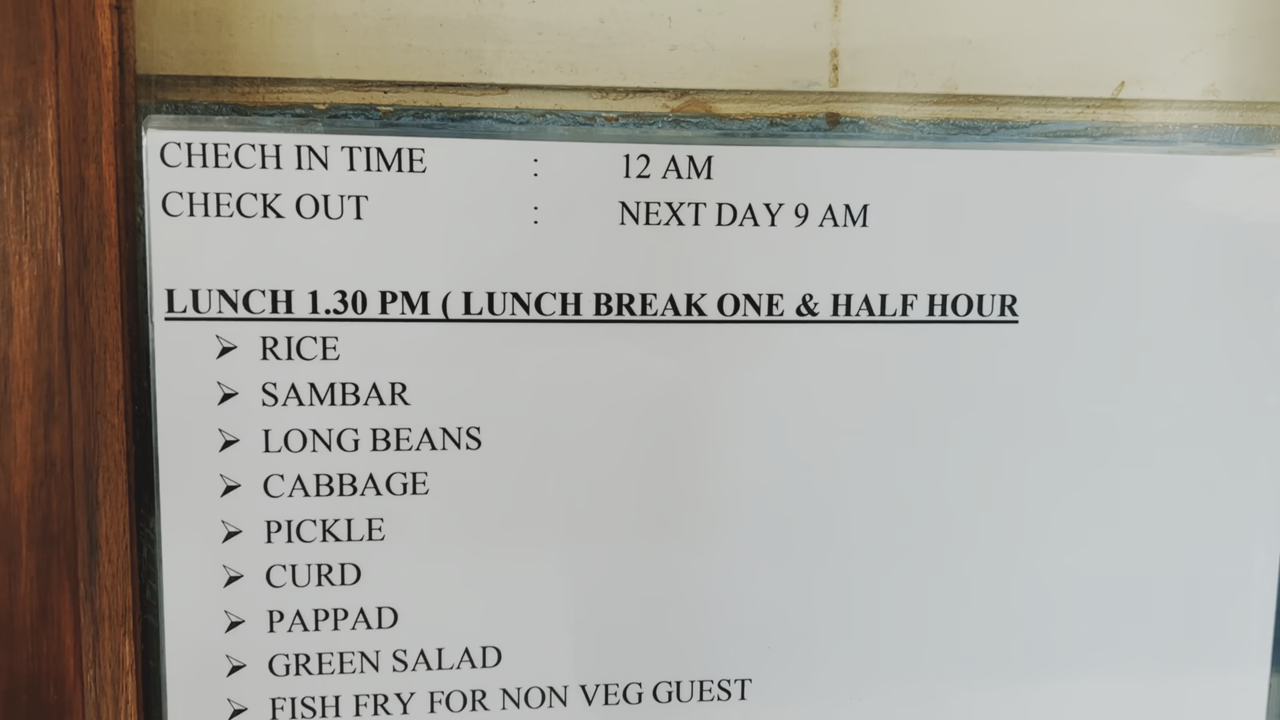 CHECH IN TIME : 12 AM
CHECK OUT : NEXT DAY 9 AM
LUNCH 1.30 PM ( LUNCH BREAK ONE & HALF HOUR
➢ RICE
➢ SAMBAR
➢ LONG BEANS
➢ CABBAGE
➢ PICKLE
➢ CURD
➢ PAPPAD
➢ GREEN SALAD
➢ FISH FRY FOR NON VEG GUEST